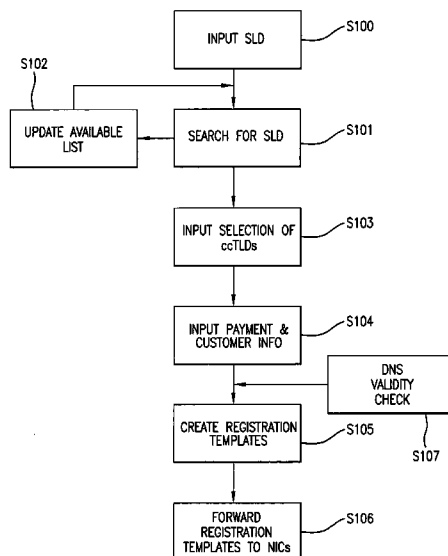 INPUT SLD
S100
S102
UPDATE AVAILABLE
LIST
SEARCH FOR SLD
S101
INPUT SELECTION OF
ccTLDs
S103
INPUT PAYMENT &
CUSTOMER INFO
S104
DNS
VALIDITY
CHECK
S107
CREATE REGISTRATION
TEMPLATES
S105
FORWARD
REGISTRATION
TEMPLATES TO NICs
S106